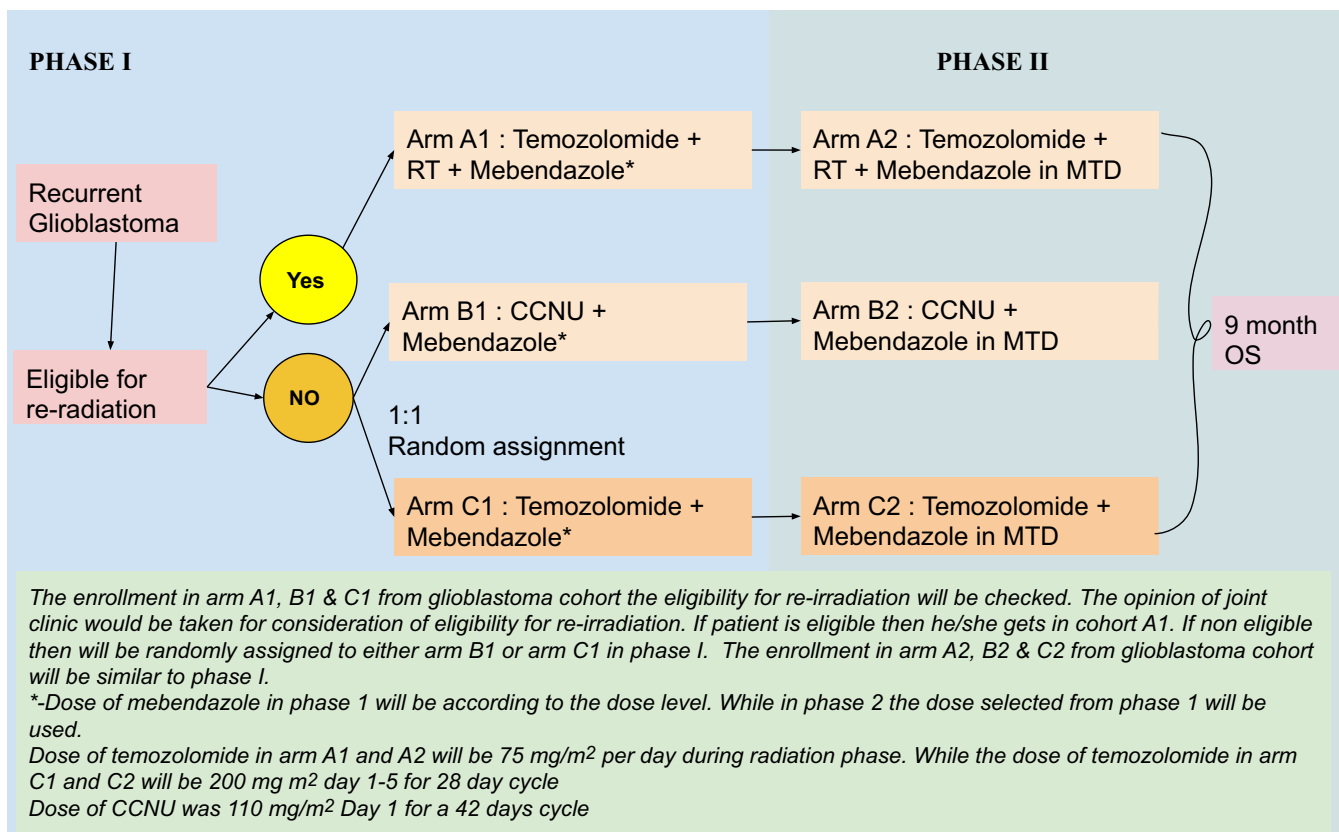 PHASE I
PHASE II
Recurrent
Glioblastoma
Eligible for
re-radiation
Yes
NO
Arm A1 : Temozolomide +
RT + Mebendazole*
Arm A2 : Temozolomide +
RT + Mebendazole in MTD
Arm B1 : CCNU +
Mebendazole*
Arm B2 : CCNU +
Mebendazole in MTD
1:1
Random assignment
Arm C1 : Temozolomide +
Mebendazole*
Arm C2 : Temozolomide +
Mebendazole in MTD
9 month
OS
The enrollment in arm A1, B1 & C1 from glioblastoma cohort the eligibility for re-irradiation will be checked. The opinion of joint
clinic would be taken for consideration of eligibility for re-irradiation. If patient is eligible then he/she gets in cohort A1. If non eligible
then will be randomly assigned to either arm B1 or arm C1 in phase I. The enrollment in arm A2, B2 & C2 from glioblastoma cohort
will be similar to phase I.
*-Dose of mebendazole in phase 1 will be according to the dose level. While in phase 2 the dose selected from phase 1 will be
used.
Dose of temozolomide in arm A1 and A2 will be 75 mg/m² per day during radiation phase. While the dose of temozolomide in arm
C1 and C2 will be 200 mg m² day 1-5 for 28 day cycle
Dose of CCNU was 110 mg/m² Day 1 for a 42 days cycle